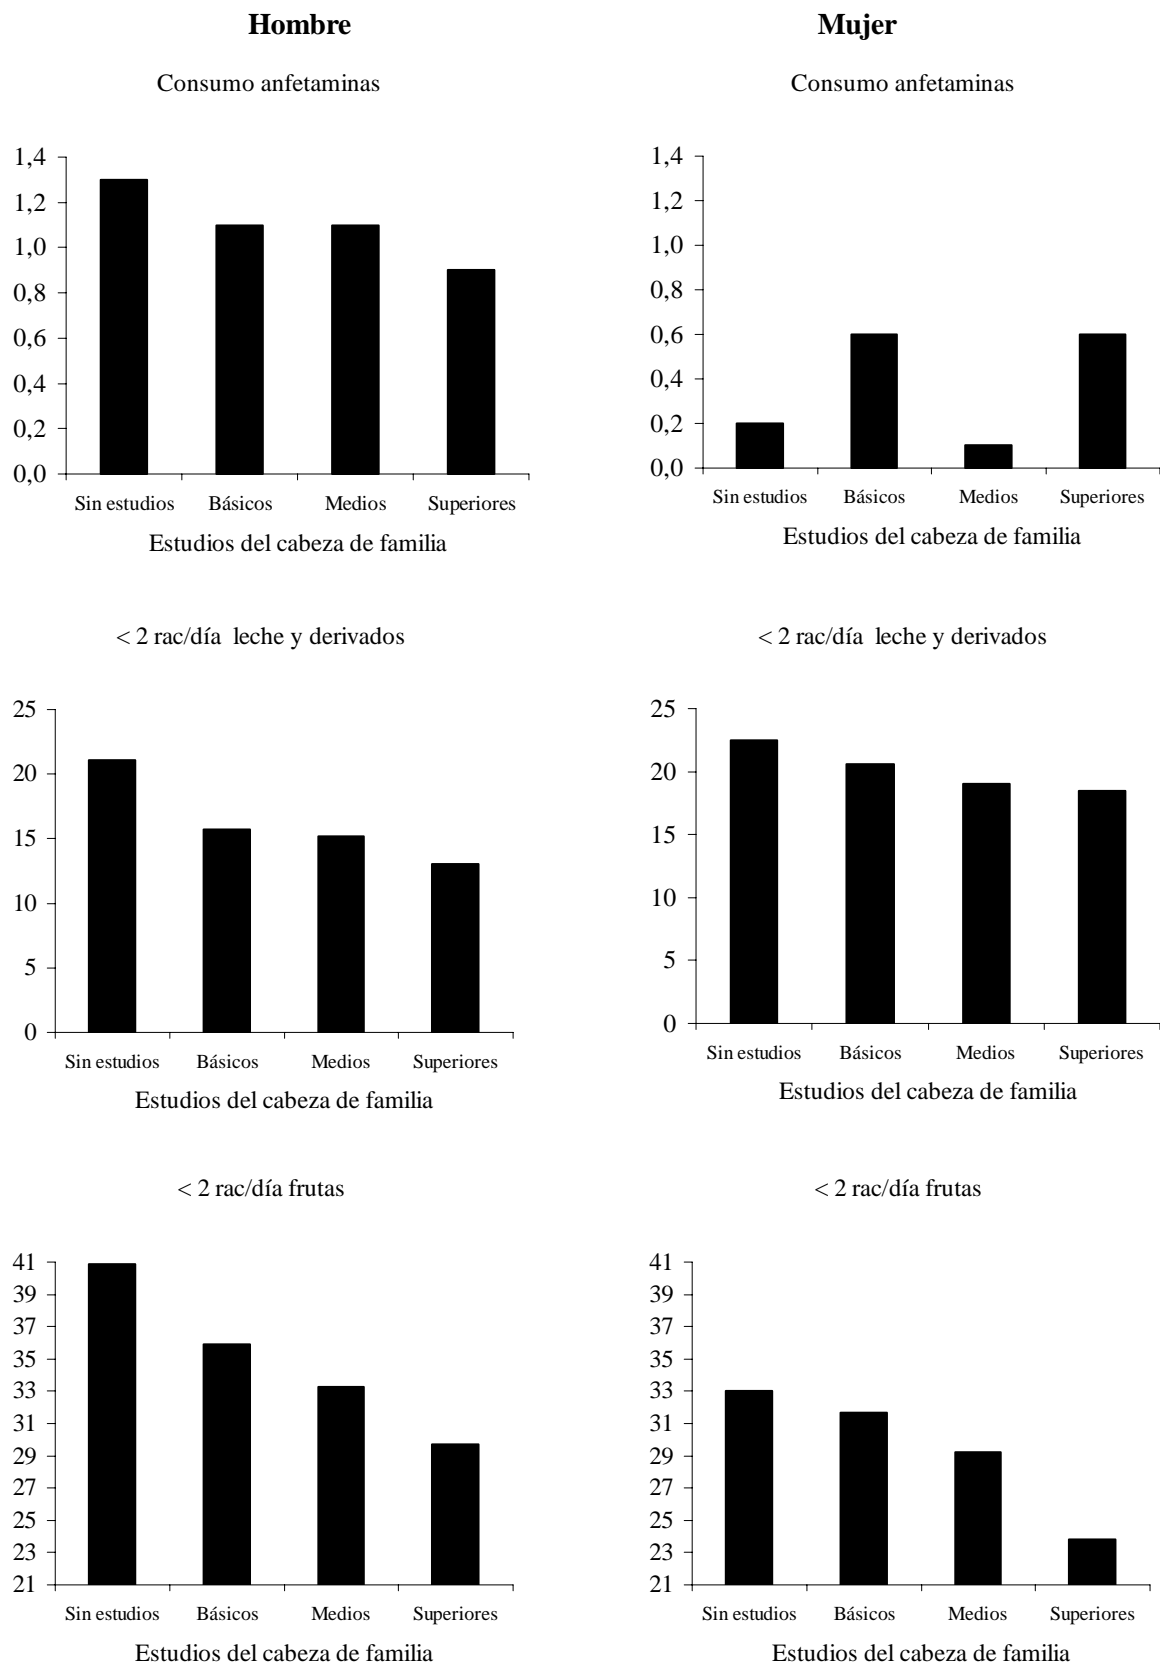 Hombre
Mujer
Consumo anfetaminas
1,4
1,2
1,0
0,8
0,6
0,4
0,2
0,0
Sin estudios Básicos Medios Superiores
Estudios del cabeza de familia
Consumo anfetaminas
1,4
1,2
1,0
0,8
0,6
0,4
0,2
0,0
Sin estudios Básicos Medios Superiores
Estudios del cabeza de familia
< 2 rac/día leche y derivados
25
20
15
10
5
0
Sin estudios Básicos Medios Superiores
Estudios del cabeza de familia
< 2 rac/día leche y derivados
25
20
15
10
5
0
Sin estudios Básicos Medios Superiores
Estudios del cabeza de familia
< 2 rac/día frutas
41
39
37
35
33
31
29
27
25
23
21
Sin estudios Básicos Medios Superiores
Estudios del cabeza de familia
< 2 rac/día frutas
41
39
37
35
33
31
29
27
25
23
21
Sin estudios Básicos Medios Superiores
Estudios del cabeza de familia